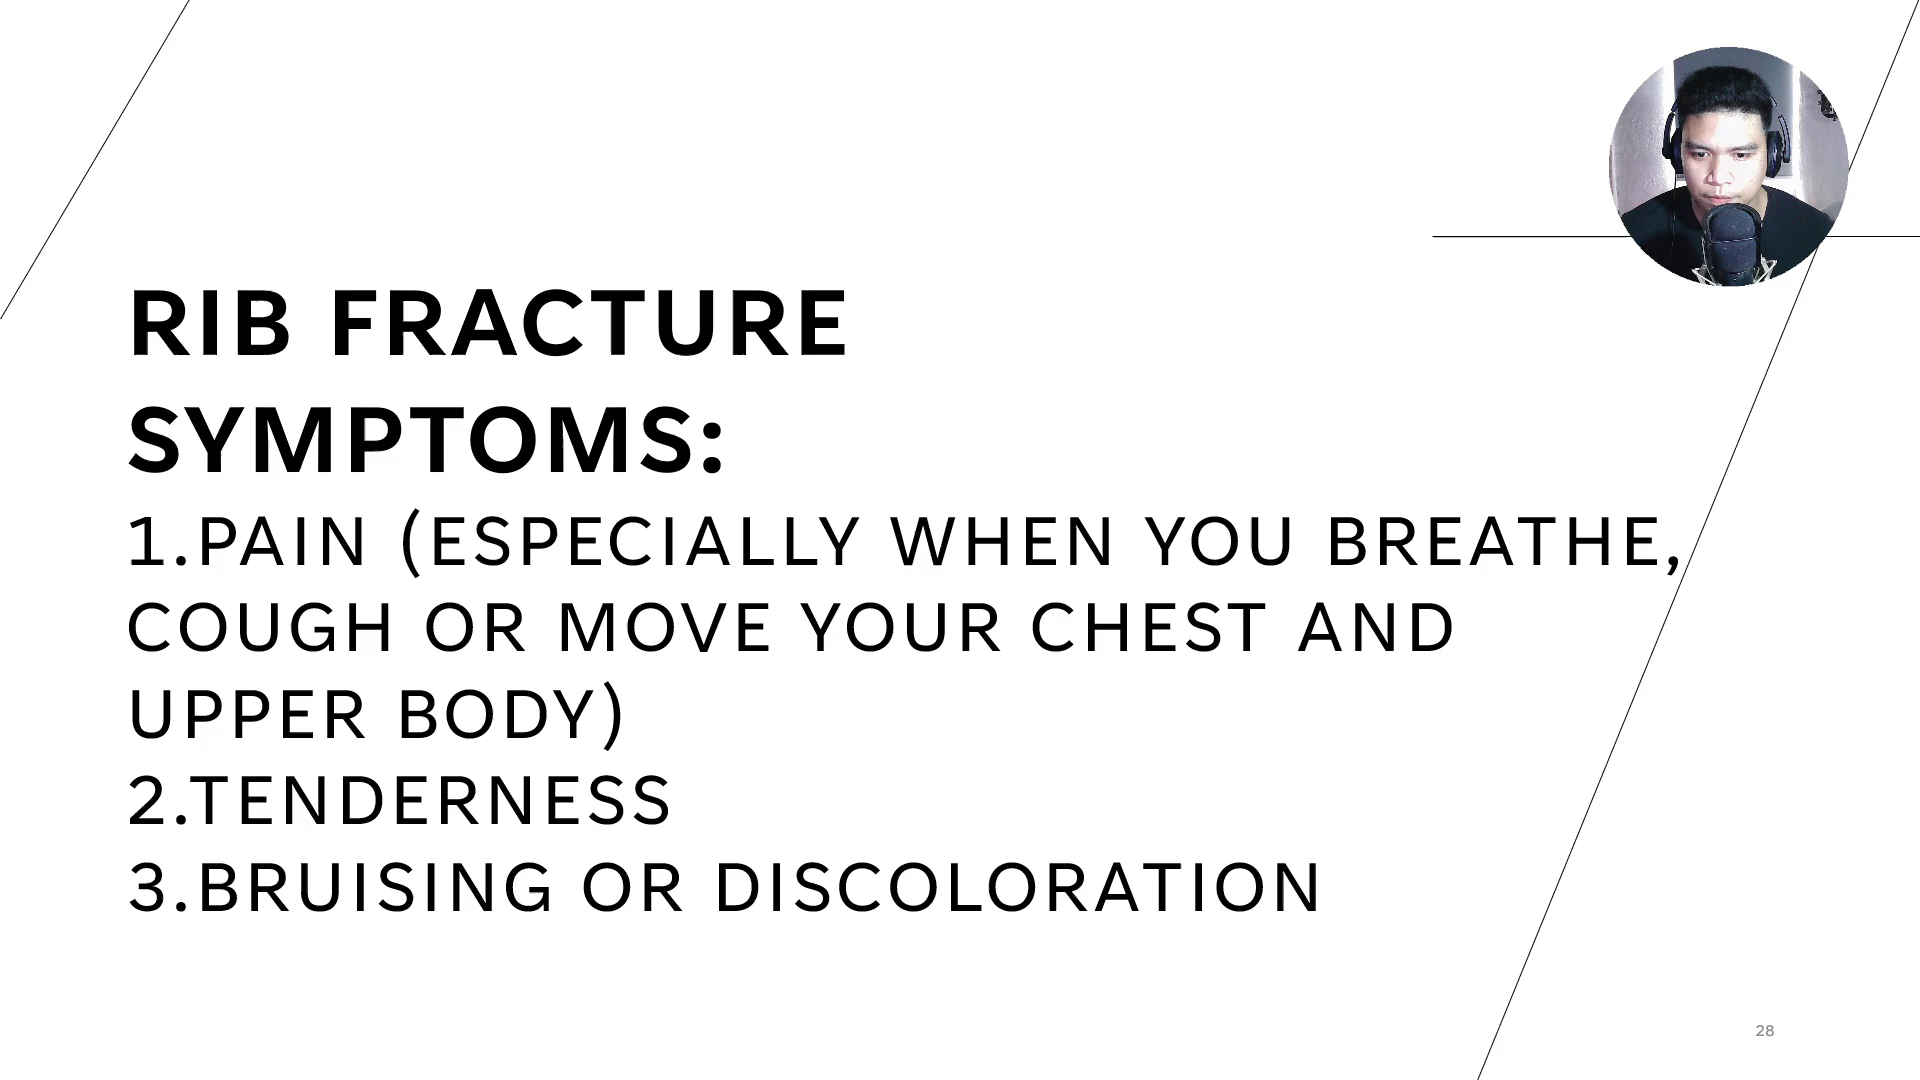 RIB FRACTURE
SYMPTOMS:
1.PAIN (ESPECIALLY WHEN YOU BREATHE,
COUGH OR MOVE YOUR CHEST AND
UPPER BODY)
2.TENDERNESS
3.BRUISING OR DISCOLORATION
28